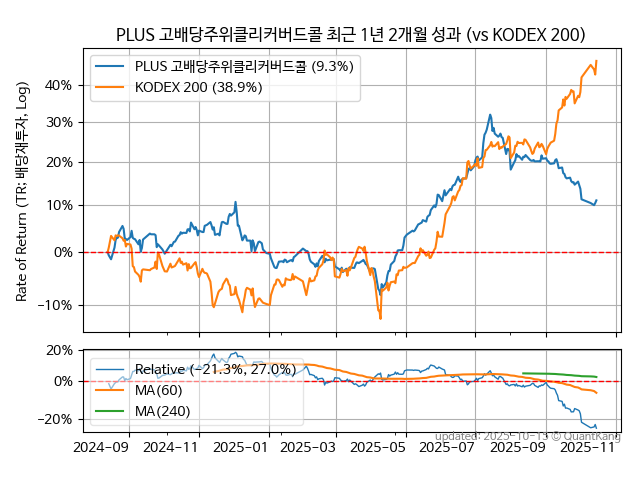 PLUS 고배당주위클리커버드콜 최근 1년 2개월 성과 (vs KODEX 200)
Rate of Return (TR: 배당재투자, Log)
PLUS 고배당주위클리커버드콜 (9.3%)
KODEX 200 (38.9%)
40%
30%
20%
10%
0%
−10%
20%
0%
−20%
Relative (−21.3%, 27.0%)
MA(60)
MA(240)
2024-09 2024-11 2025-01 2025-03 2025-05 2025-07 2025-09 2025-11
updated: 2025-10-15 © QuantKang